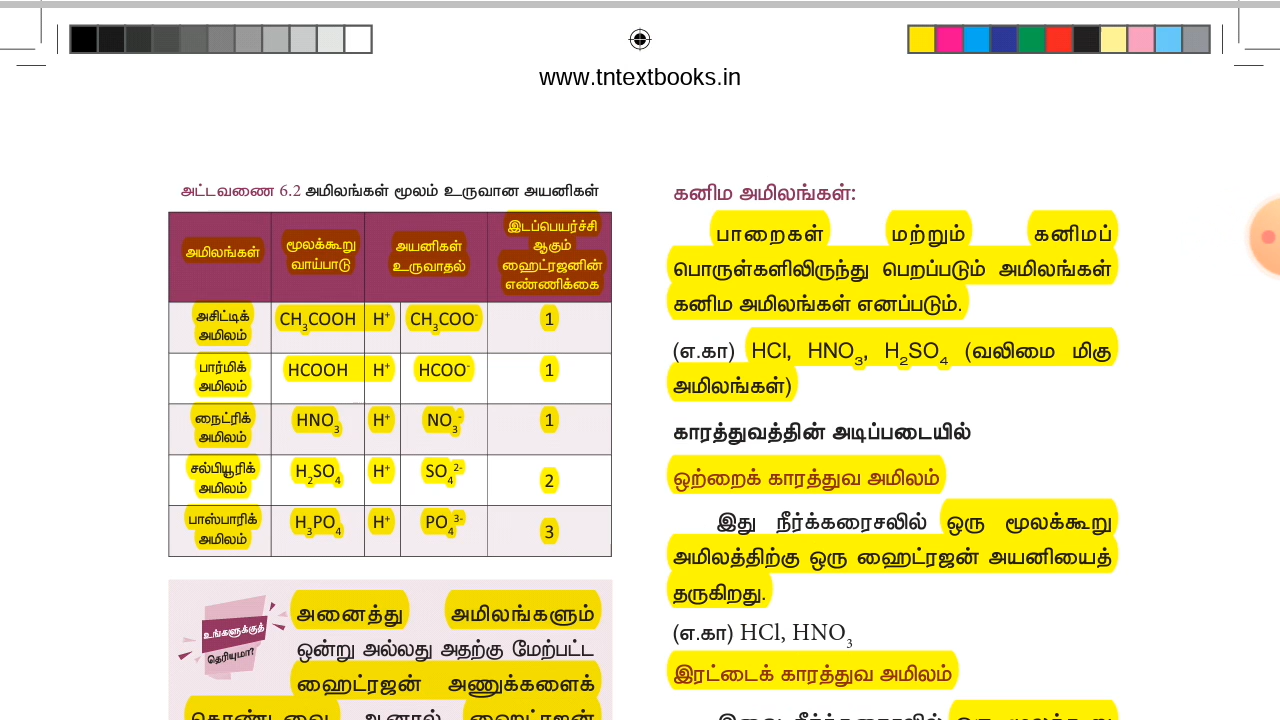 www.tntextbooks.in
அட்டவணை 6.2 அமிலங்கள் மூலம் உருவான அயனிகள்
அமிலங்கள் மூலக்கூறு வாய்பாடு அயனிகள் உருவாதல் இடப்பெயர்ச்சி ஆகும் ஹைட்ரஜனின் எண்ணிக்கை
அசிட்டிக் அமிலம் CH₃COOH H⁺ CH₃COO⁻ 1
பார்மிக் அமிலம் HCOOH H⁺ HCOO⁻ 1
நைட்ரிக் அமிலம் HNO₃ H⁺ NO₃⁻ 1
சல்பியூரிக் அமிலம் H₂SO₄ H⁺ SO₄²⁻ 2
பாஸ்பாரிக் அமிலம் H₃PO₄ H⁺ PO₄³⁻ 3
உங்களுக்குத்
தெரியுமா?
அனைத்து அமிலங்களும்
ஒன்று அல்லது அதற்கு மேற்பட்ட
ஹைட்ரஜன் அணுக்களைக்
ஆனால் ஹைட்ரஜன்
கனிம அமிலங்கள்:
பாறைகள் மற்றும் கனிமப்
பொருள்களிலிருந்து பெறப்படும் அமிலங்கள்
கனிம அமிலங்கள் எனப்படும்.
(எ.கா) HCl, HNO₃, H₂SO₄ (வலிமை மிகு
அமிலங்கள்)
காரத்துவத்தின் அடிப்படையில்
ஒற்றைக் காரத்துவ அமிலம்
இது நீர்க்கரைசலில் ஒரு மூலக்கூறு
அமிலத்திற்கு ஒரு ஹைட்ரஜன் அயனியைத்
தருகிறது.
(எ.கா) HCl, HNO₃
இரட்டைக் காரத்துவ அமிலம்